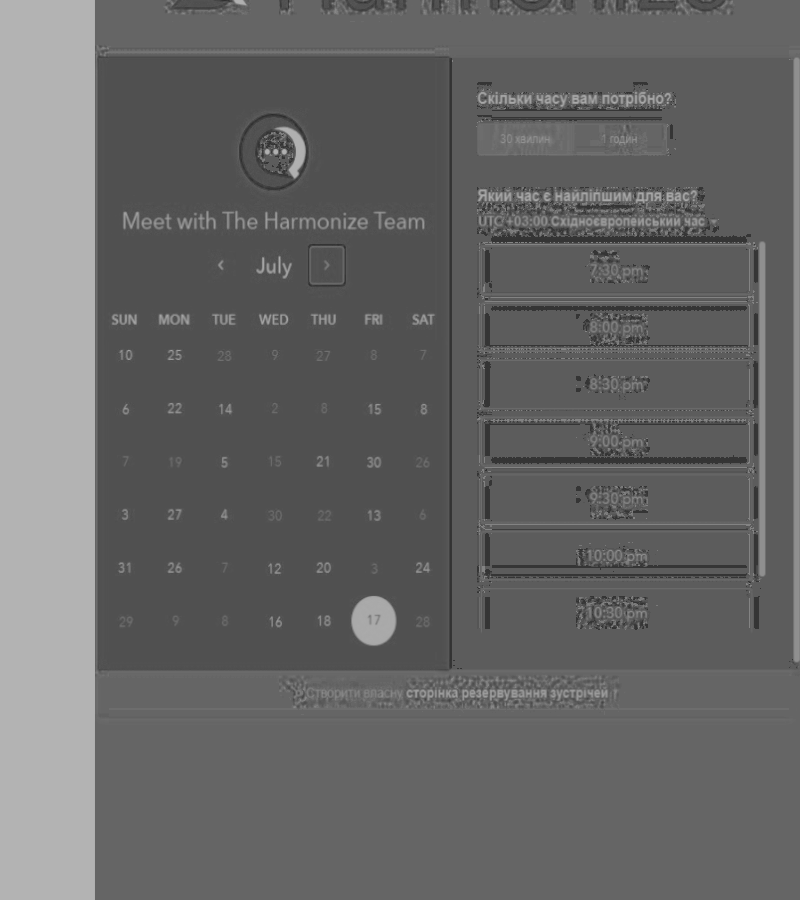 Harmonize
Meet with The Harmonize Team
July
SUN MON TUE WED THU FRI SAT
10 25 28 9 27 8 7
6 22 14 2 8 15 8
7 19 5 15 21 30 26
3 27 4 30 22 13 6
31 26 7 12 20 3 24
29 9 8 16 18 17 28
Скільки часу вам потрібно?
30 хвилин 1 годин
Який час є найліпшим для вас?
UTC +03:00 Східноєвропейський час
7:30 pm
8:00 pm
8:30 pm
9:00 pm
9:30 pm
10:00 pm
10:30 pm
Створити власну сторінка резервування зустрічей